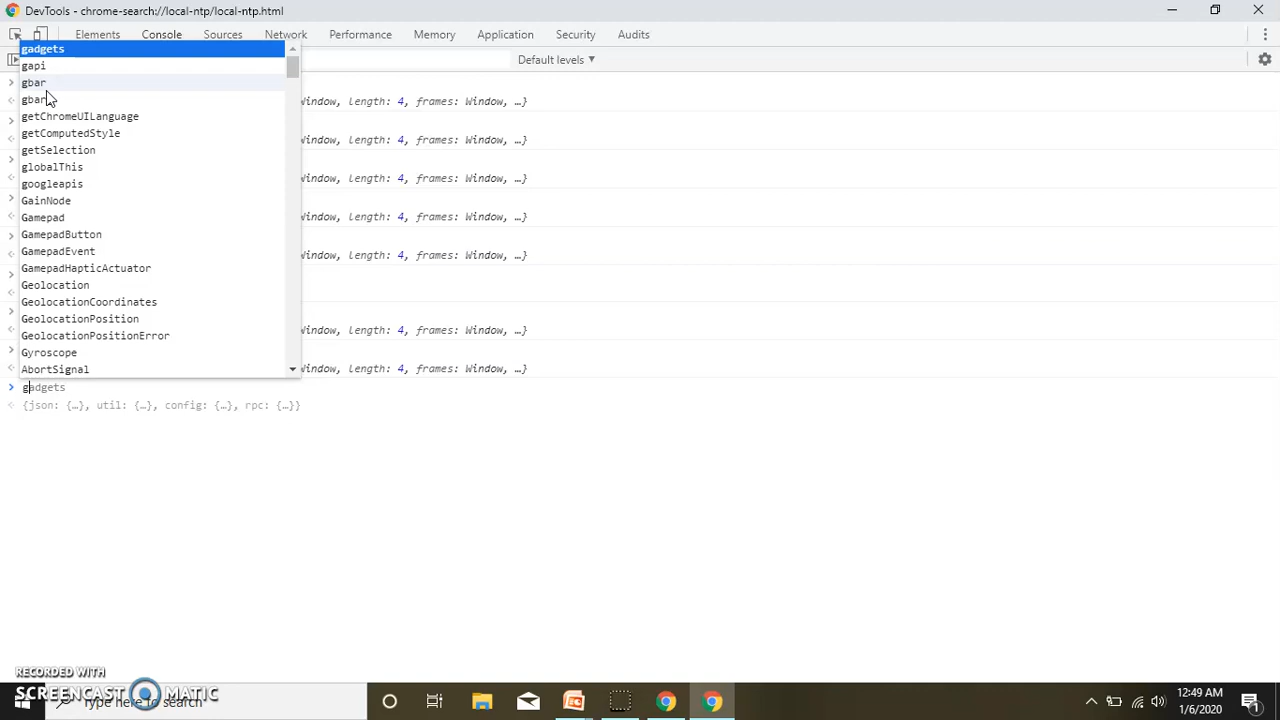 DevTools - chrome-search://local-ntp/local-ntp.html
Elements Console Sources Network Performance Memory Application Security Audits
Default levels ▼
gadgets
gapi
gbar
gbar
getChromeUILanguage
getComputedStyle
getSelection
globalThis
googleapis
GainNode
Gamepad
GamepadButton
GamepadEvent
GamepadHapticActuator
Geolocation
GeolocationCoordinates
GeolocationPosition
GeolocationPositionError
Gyroscope
AbortSignal
Window, length: 4, frames: Window, …}
Window, length: 4, frames: Window, …}
Window, length: 4, frames: Window, …}
Window, length: 4, frames: Window, …}
Window, length: 4, frames: Window, …}
Window, length: 4, frames: Window, …}
Window, length: 4, frames: Window, …}
> gadgets
{json: {…}, util: {…}, config: {…}, rpc: {…}}
RECORDED WITH
SCREENCAST MATIC
Type here to search
12:49 AM
1/6/2020
1